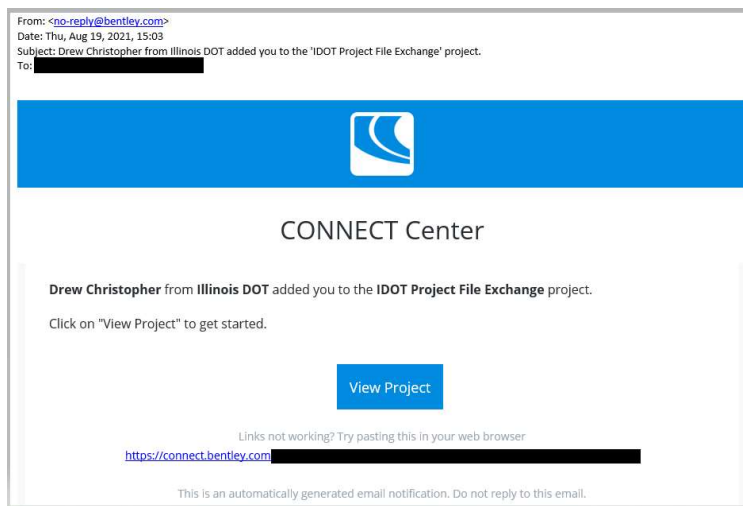 From: <no-reply@bentley.com>
Date: Thu, Aug 19, 2021, 15:03
Subject: Drew Christopher from Illinois DOT added you to the 'IDOT Project File Exchange' project.
To:
CONNECT Center
Drew Christopher from Illinois DOT added you to the IDOT Project File Exchange project.
Click on "View Project" to get started.
View Project
Links not working? Try pasting this in your web browser
https://connect.bentley.com
This is an automatically generated email notification. Do not reply to this email.